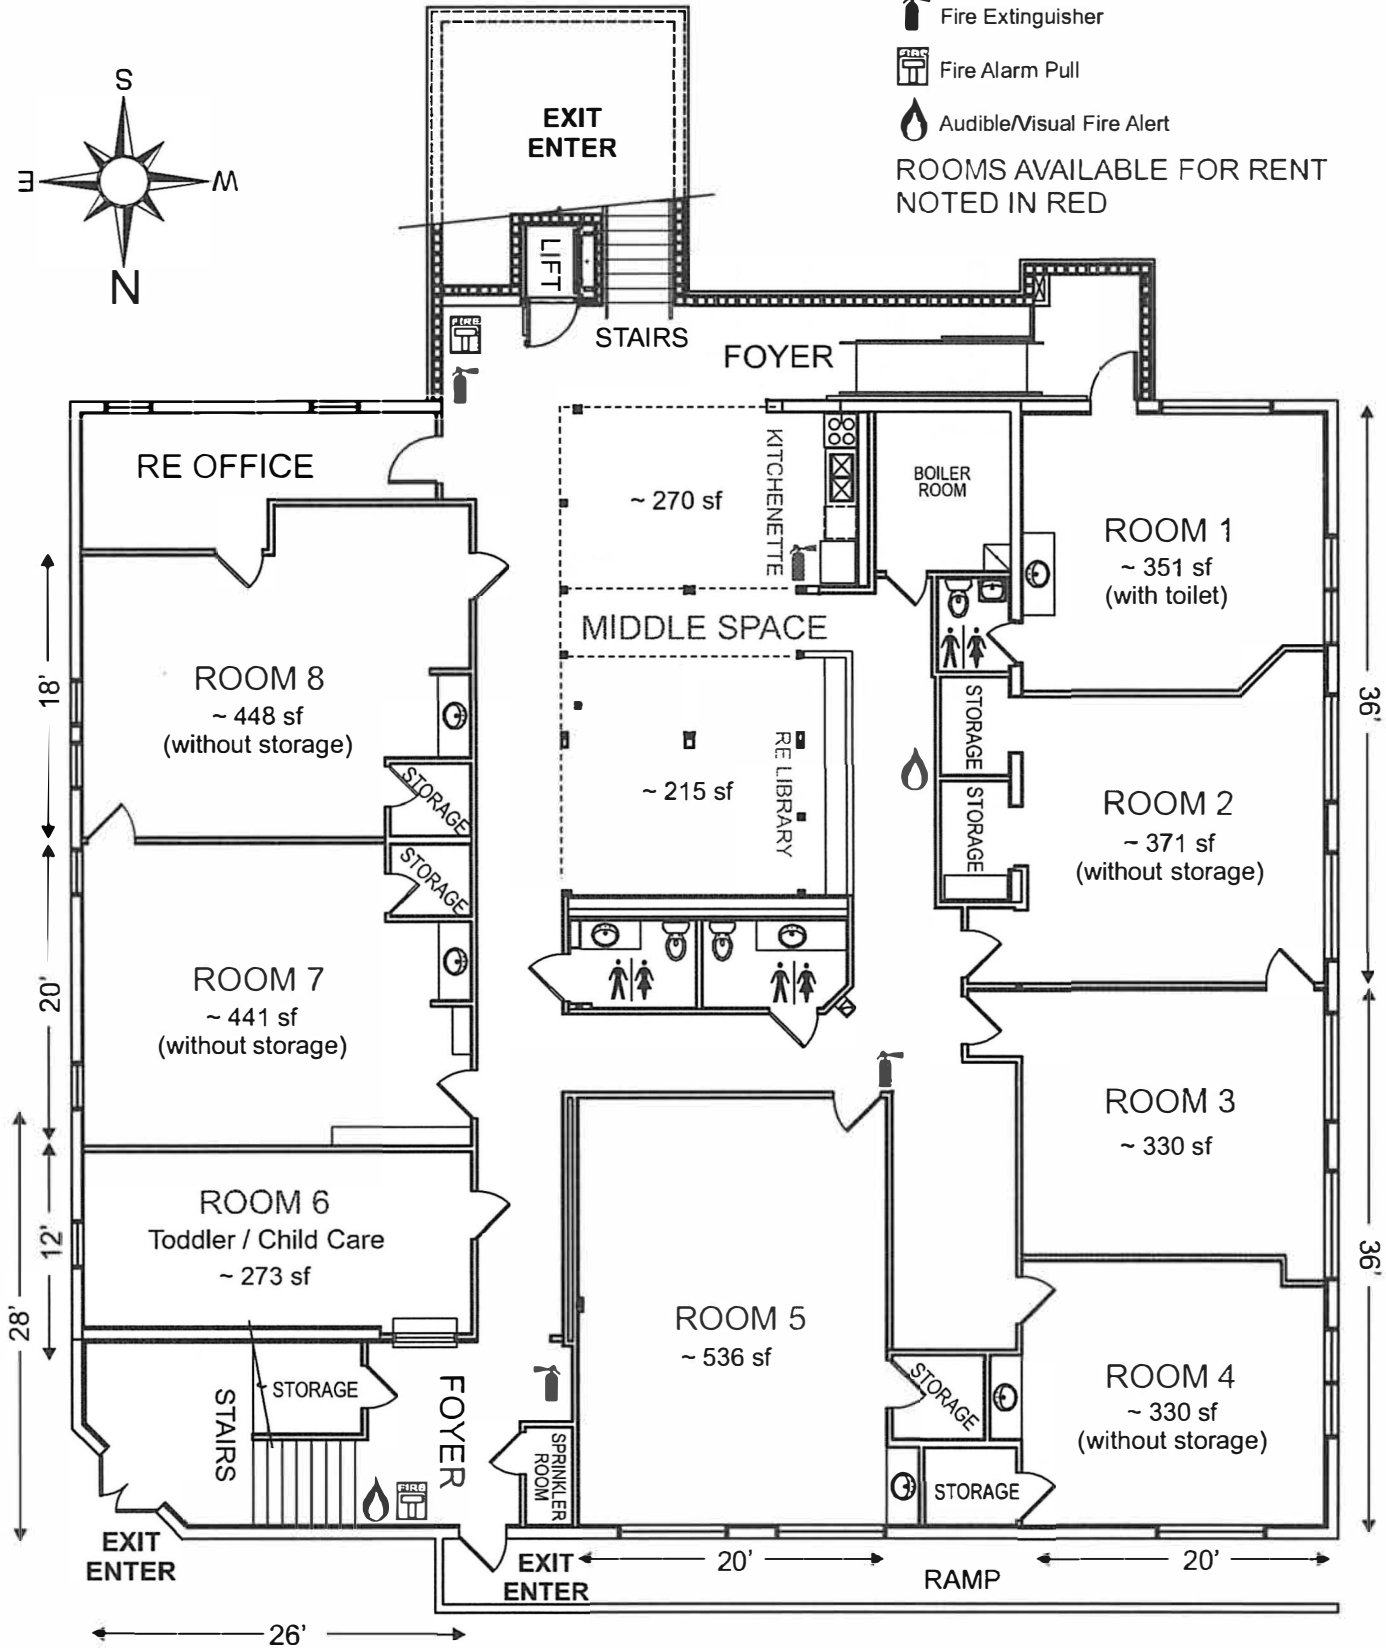 Fire Extinguisher
FIRE
Fire Alarm Pull
Audible/Visual Fire Alert
ROOMS AVAILABLE FOR RENT
NOTED IN RED
S
E
W
N
EXIT
ENTER
LIFT
STAIRS
FIRE
FOYER
RE OFFICE
~ 270 sf
KITCHENETTE
BOILER
ROOM
ROOM 1
~ 351 sf
(with toilet)
MIDDLE SPACE
ROOM 8
~ 448 sf
(without storage)
18'
36'
STORAGE
STORAGE
STORAGE
STORAGE
~ 215 sf
RE LIBRARY
ROOM 2
~ 371 sf
(without storage)
ROOM 7
~ 441 sf
(without storage)
20'
ROOM 3
~ 330 sf
ROOM 6
Toddler / Child Care
~ 273 sf
12'
28'
36'
ROOM 5
~ 536 sf
STORAGE
STAIRS
FOYER
STORAGE
ROOM 4
~ 330 sf
(without storage)
SPRINKLER
ROOM
FIRE
STORAGE
EXIT
ENTER
EXIT
ENTER
20'
RAMP
20'
26'